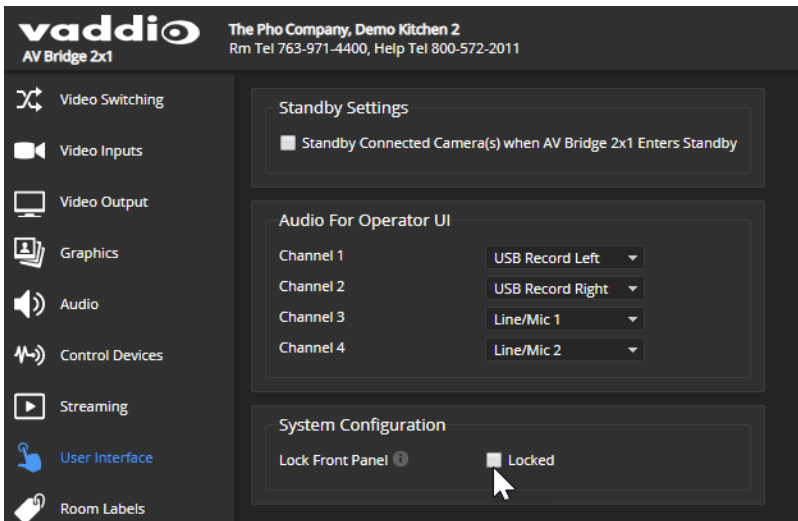 vaddio
AV Bridge 2x1
The Pho Company, Demo Kitchen 2
Rm Tel 763-971-4400, Help Tel 800-572-2011
Video Switching
Video Inputs
Video Output
Graphics
Audio
Control Devices
Streaming
User Interface
Room Labels
Standby Settings
Standby Connected Camera(s) when AV Bridge 2x1 Enters Standby
Audio For Operator UI
Channel 1 USB Record Left
Channel 2 USB Record Right
Channel 3 Line/Mic 1
Channel 4 Line/Mic 2
System Configuration
Lock Front Panel Locked